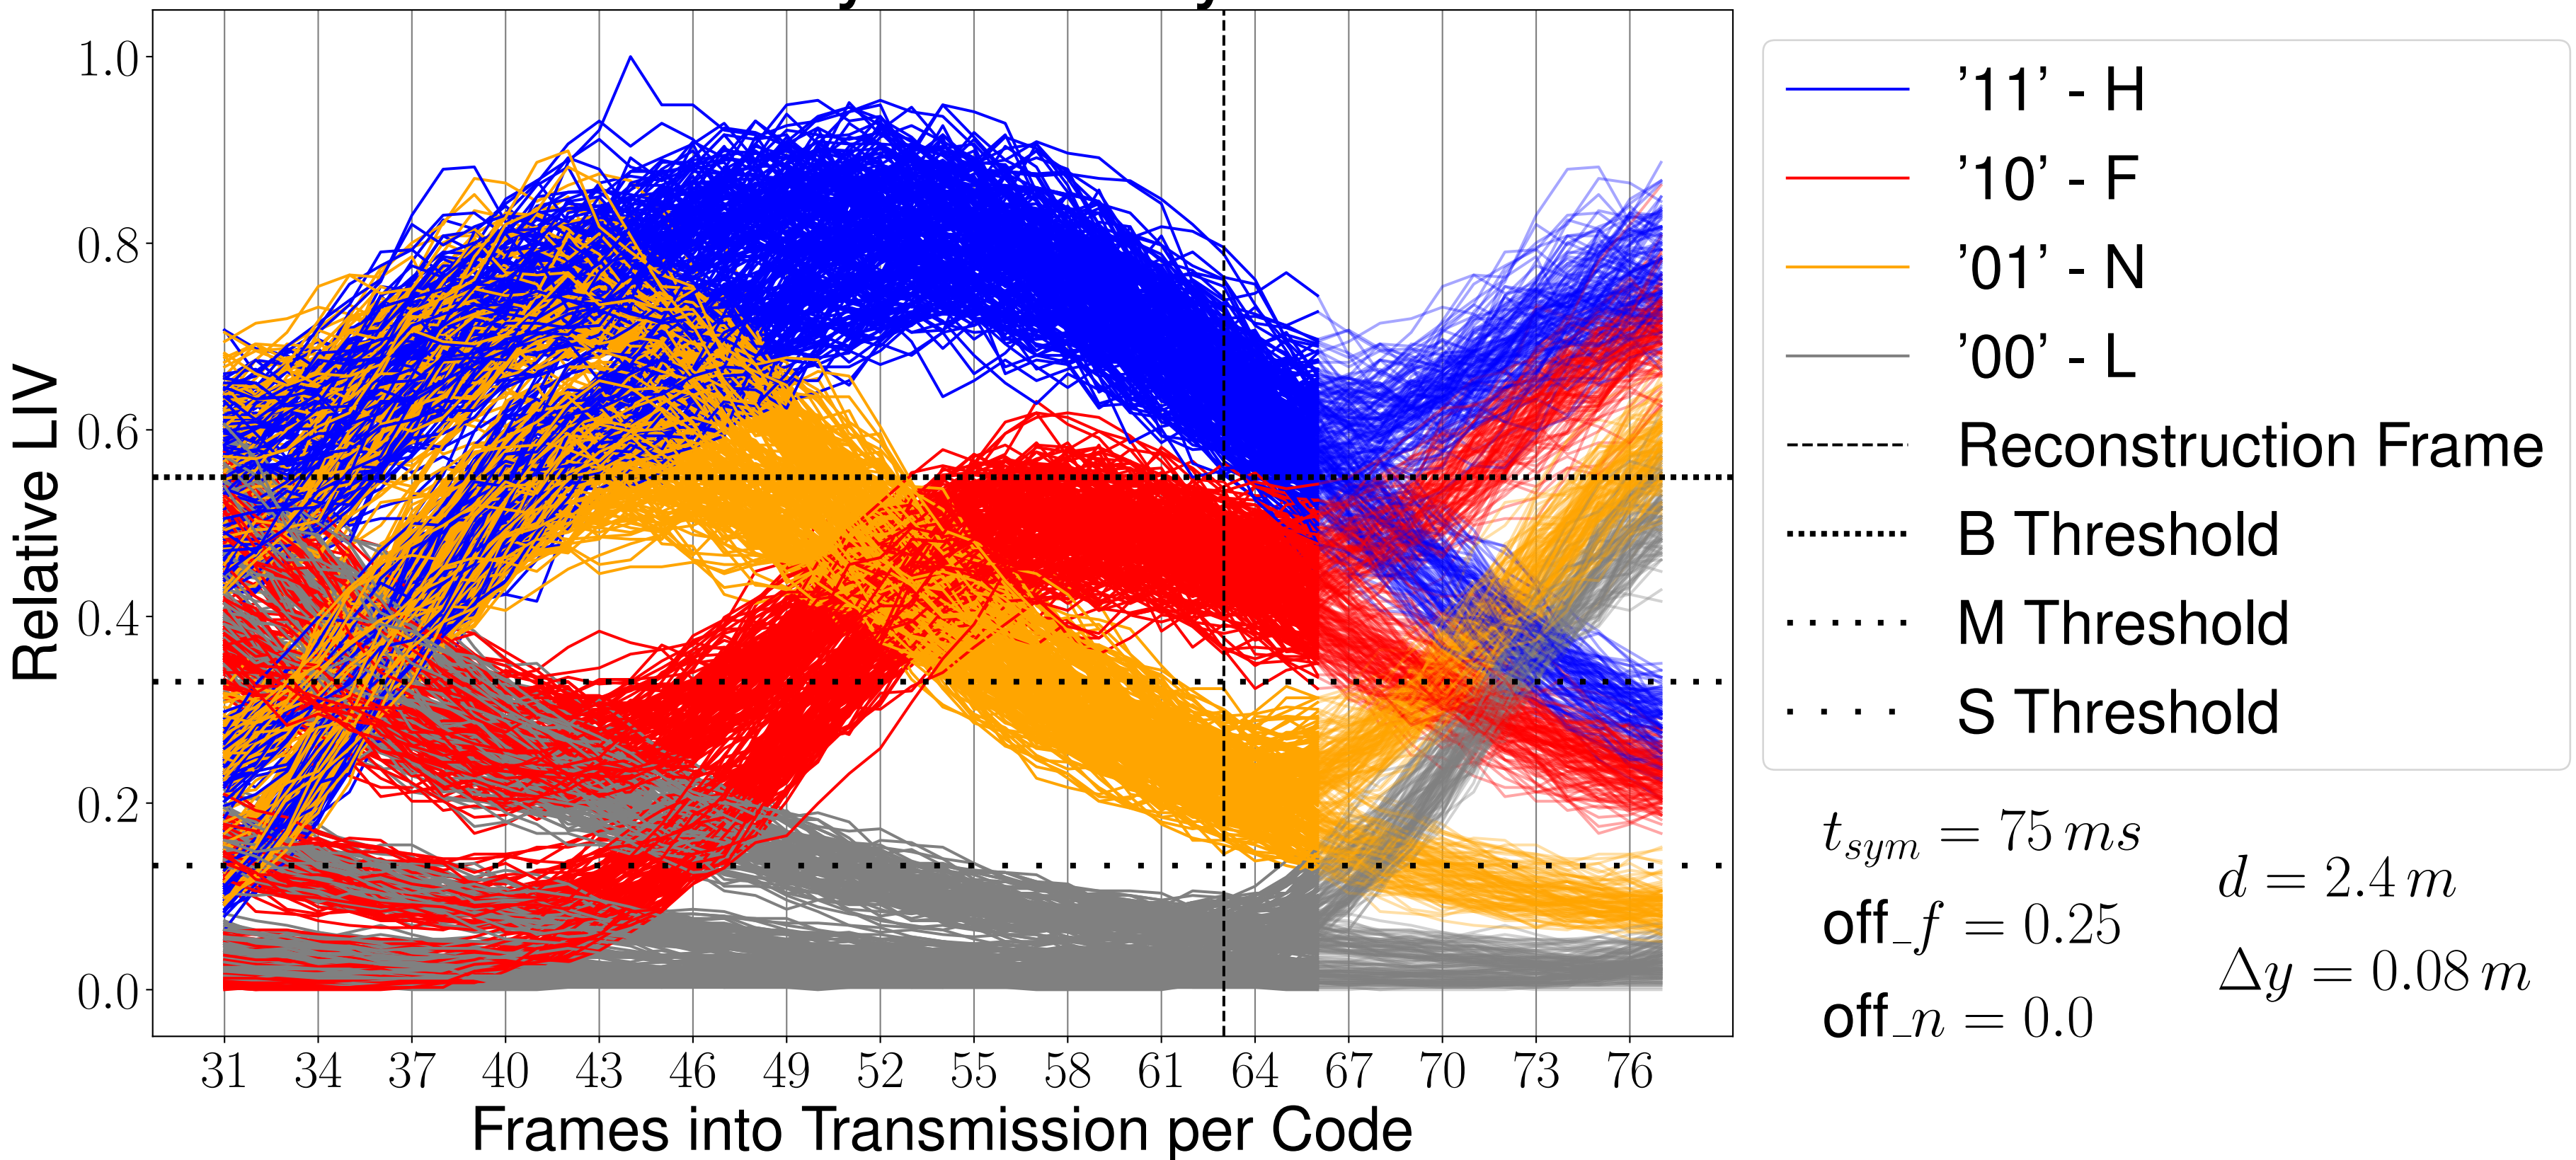 1.0
0.8
0.6
0.4
0.2
0.0
Relative LIV
31 34 37 40 43 46 49 52 55 58 61 64 67 70 73 76
Frames into Transmission per Code
'11' - H
'10' - F
'01' - N
'00' - L
Reconstruction Frame
B Threshold
M Threshold
S Threshold
t_sym = 75 ms
off_f = 0.25
off_n = 0.0
d = 2.4 m
Δy = 0.08 m